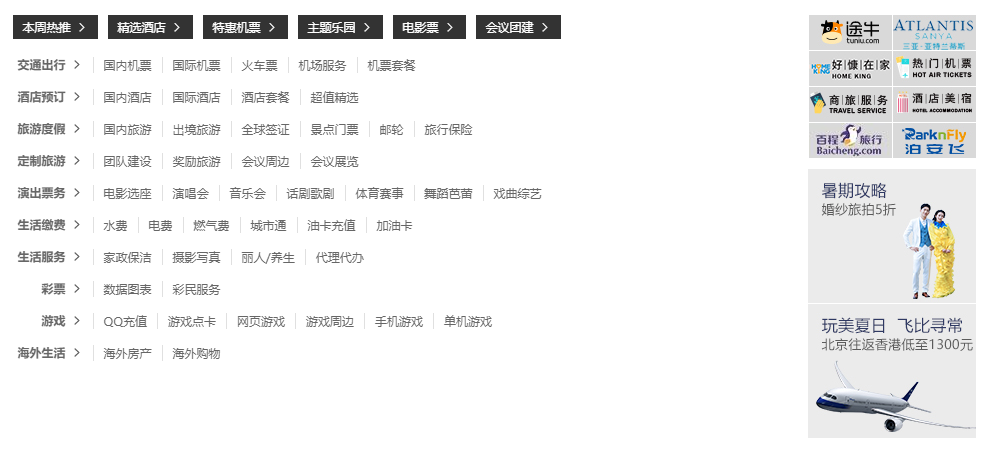 本周热推 > 精选酒店 > 特惠机票 > 主题乐园 > 电影票 > 会议团建 >
交通出行 > 国内机票 国际机票 火车票 机场服务 机票套餐
酒店预订 > 国内酒店 国际酒店 酒店套餐 超值精选
旅游度假 > 国内旅游 出境旅游 全球签证 景点门票 邮轮 旅行保险
定制旅游 > 团队建设 奖励旅游 会议周边 会议展览
演出票务 > 电影选座 演唱会 音乐会 话剧歌剧 体育赛事 舞蹈芭蕾 戏曲综艺
生活缴费 > 水费 电费 燃气费 城市通 油卡充值 加油卡
生活服务 > 家政保洁 摄影写真 丽人/养生 代理代办
彩票 > 数据图表 彩民服务
游戏 > QQ充值 游戏点卡 网页游戏 游戏周边 手机游戏 单机游戏
海外生活 > 海外房产 海外购物
途牛
tuniu.com
ATLANTIS
SANYA
三亚·亚特兰蒂斯
HOME KING
好|慷|在|家
HOME KING
热|门|机|票
HOT AIR TICKETS
商|旅|服|务
TRAVEL SERVICE
酒|店|美|宿
HOTEL ACCOMMODATION
百程旅行
Baicheng.com
ParknFly
泊安飞
暑期攻略
婚纱旅拍5折
玩美夏日 飞比寻常
北京往返香港低至1300元